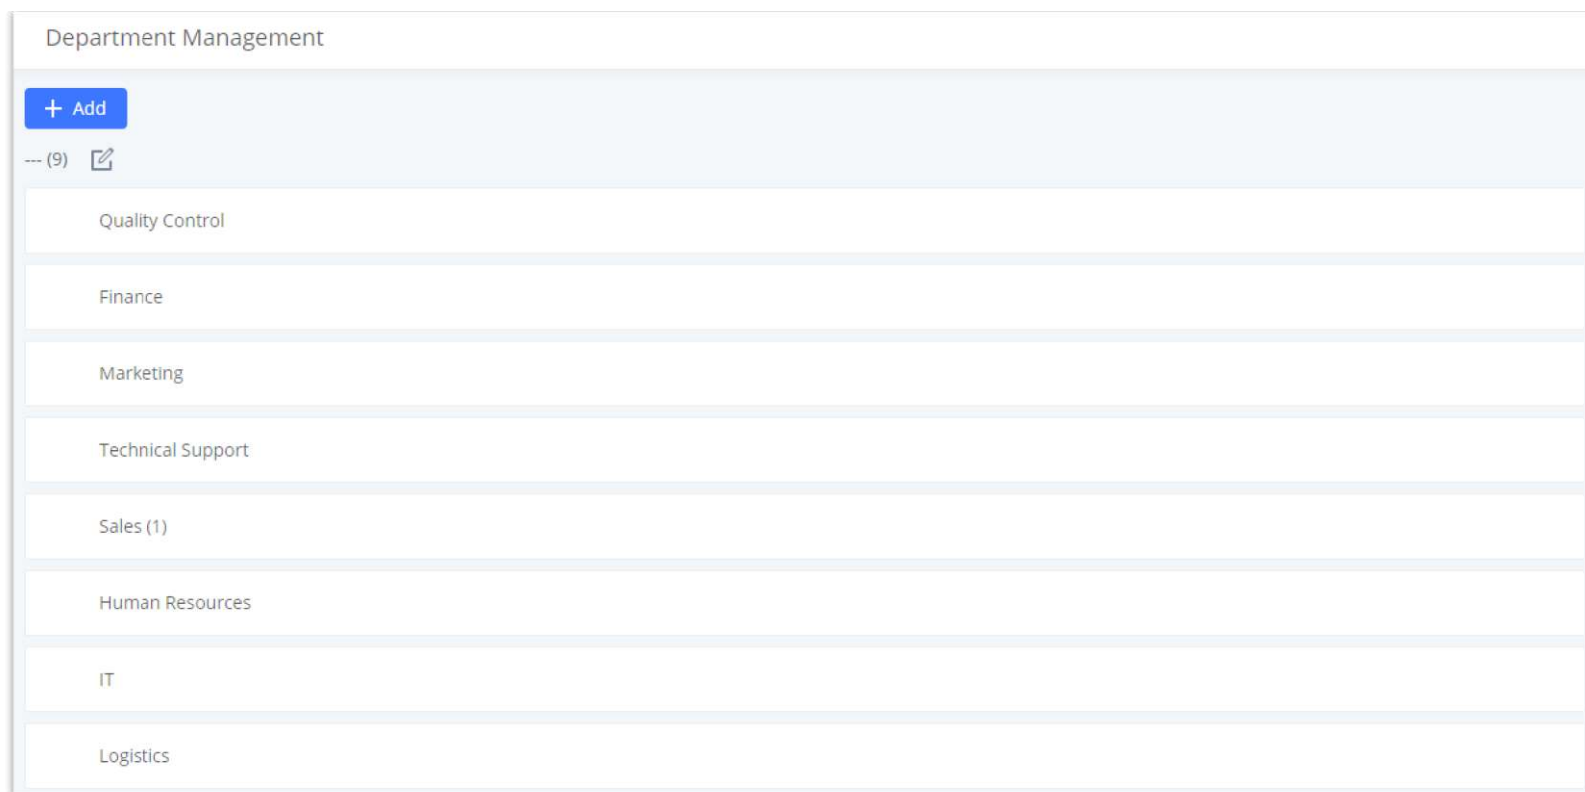 Department Management
+ Add
--- (9)
Quality Control
Finance
Marketing
Technical Support
Sales (1)
Human Resources
IT
Logistics